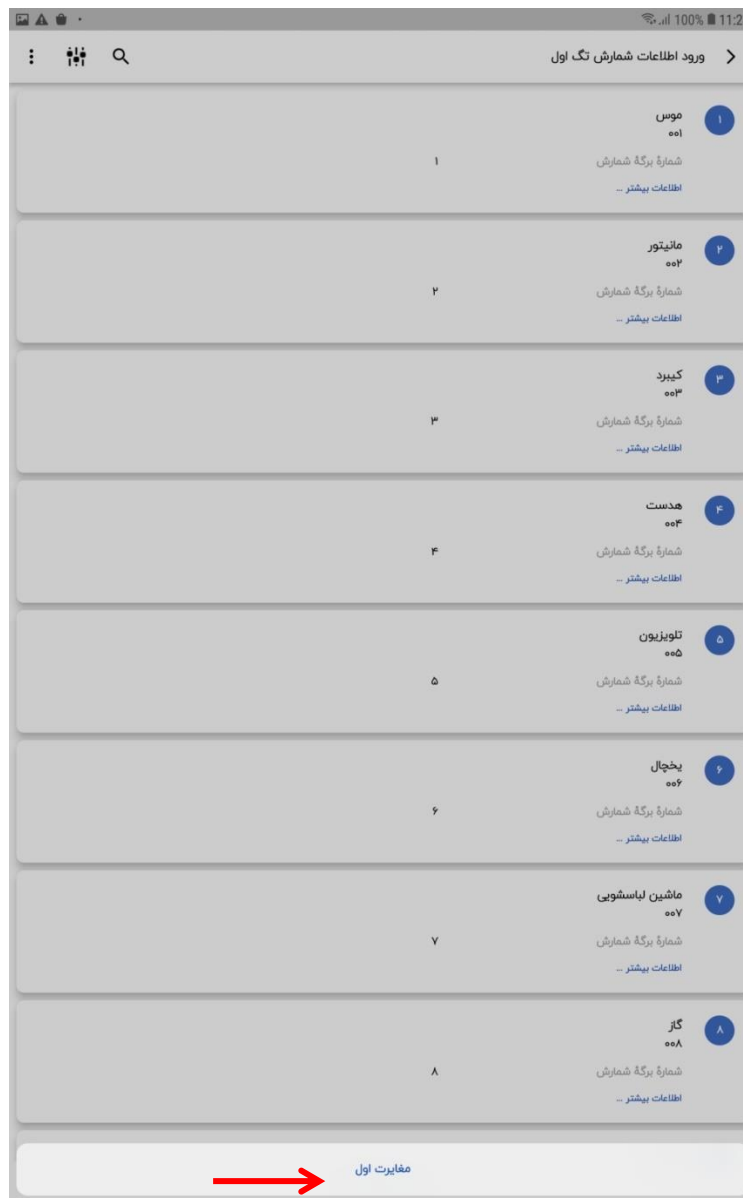 100% 11:2
ورود اطلاعات شمارش تگ اول
۱
موس
۰۰۱
شمارهٔ برگهٔ شمارش ۱
اطلاعات بیشتر ...
۲
مانیتور
۰۰۲
شمارهٔ برگهٔ شمارش ۲
اطلاعات بیشتر ...
۳
کیبرد
۰۰۳
شمارهٔ برگهٔ شمارش ۳
اطلاعات بیشتر ...
۴
هدست
۰۰۴
شمارهٔ برگهٔ شمارش ۴
اطلاعات بیشتر ...
۵
تلویزیون
۰۰۵
شمارهٔ برگهٔ شمارش ۵
اطلاعات بیشتر ...
۶
یخچال
۰۰۶
شمارهٔ برگهٔ شمارش ۶
اطلاعات بیشتر ...
۷
ماشین لباسشویی
۰۰۷
شمارهٔ برگهٔ شمارش ۷
اطلاعات بیشتر ...
۸
گاز
۰۰۸
شمارهٔ برگهٔ شمارش ۸
اطلاعات بیشتر ...
مغایرت اول